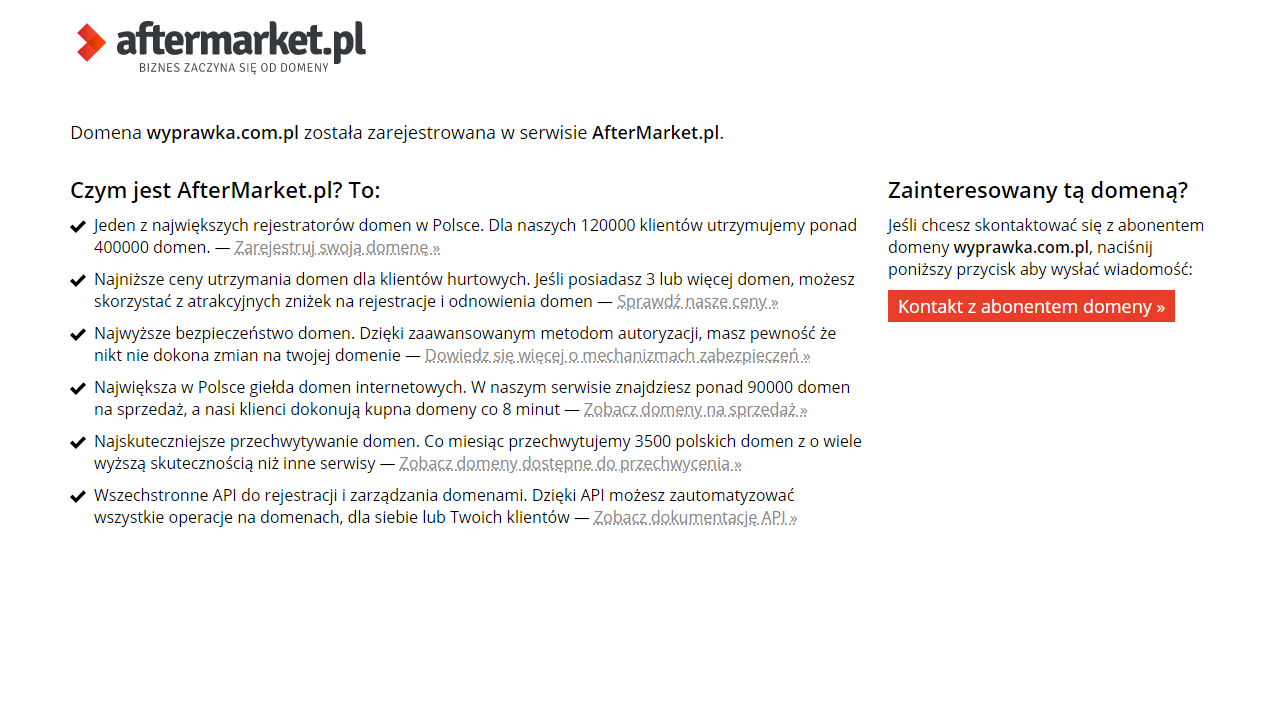 aftermarket.pl
BIZNES ZACZYNA SIĘ OD DOMENY
Domena wyprawka.com.pl została zarejestrowana w serwisie AfterMarket.pl.
Czym jest AfterMarket.pl? To:
Jeden z największych rejestratorów domen w Polsce. Dla naszych 120000 klientów utrzymujemy ponad
400000 domen. — Zarejestruj swoją domenę »
Najniższe ceny utrzymania domen dla klientów hurtowych. Jeśli posiadasz 3 lub więcej domen, możesz
skorzystać z atrakcyjnych zniżek na rejestracje i odnowienia domen — Sprawdź nasze ceny »
Najwyższe bezpieczeństwo domen. Dzięki zaawansowanym metodom autoryzacji, masz pewność że
nikt nie dokona zmian na twojej domenie — Dowiedz się więcej o mechanizmach zabezpieczeń »
Największa w Polsce giełda domen internetowych. W naszym serwisie znajdziesz ponad 90000 domen
na sprzedaż, a nasi klienci dokonują kupna domeny co 8 minut — Zobacz domeny na sprzedaż »
Najskuteczniejsze przechwytywanie domen. Co miesiąc przechwytujemy 3500 polskich domen z o wiele
wyższą skutecznością niż inne serwisy — Zobacz domeny dostępne do przechwycenia »
Wszechstronne API do rejestracji i zarządzania domenami. Dzięki API możesz zautomatyzować
wszystkie operacje na domenach, dla siebie lub Twoich klientów — Zobacz dokumentację API »
Zainteresowany tą domeną?
Jeśli chcesz skontaktować się z abonentem
domeny wyprawka.com.pl, naciśnij
poniższy przycisk aby wysłać wiadomość:
Kontakt z abonentem domeny »